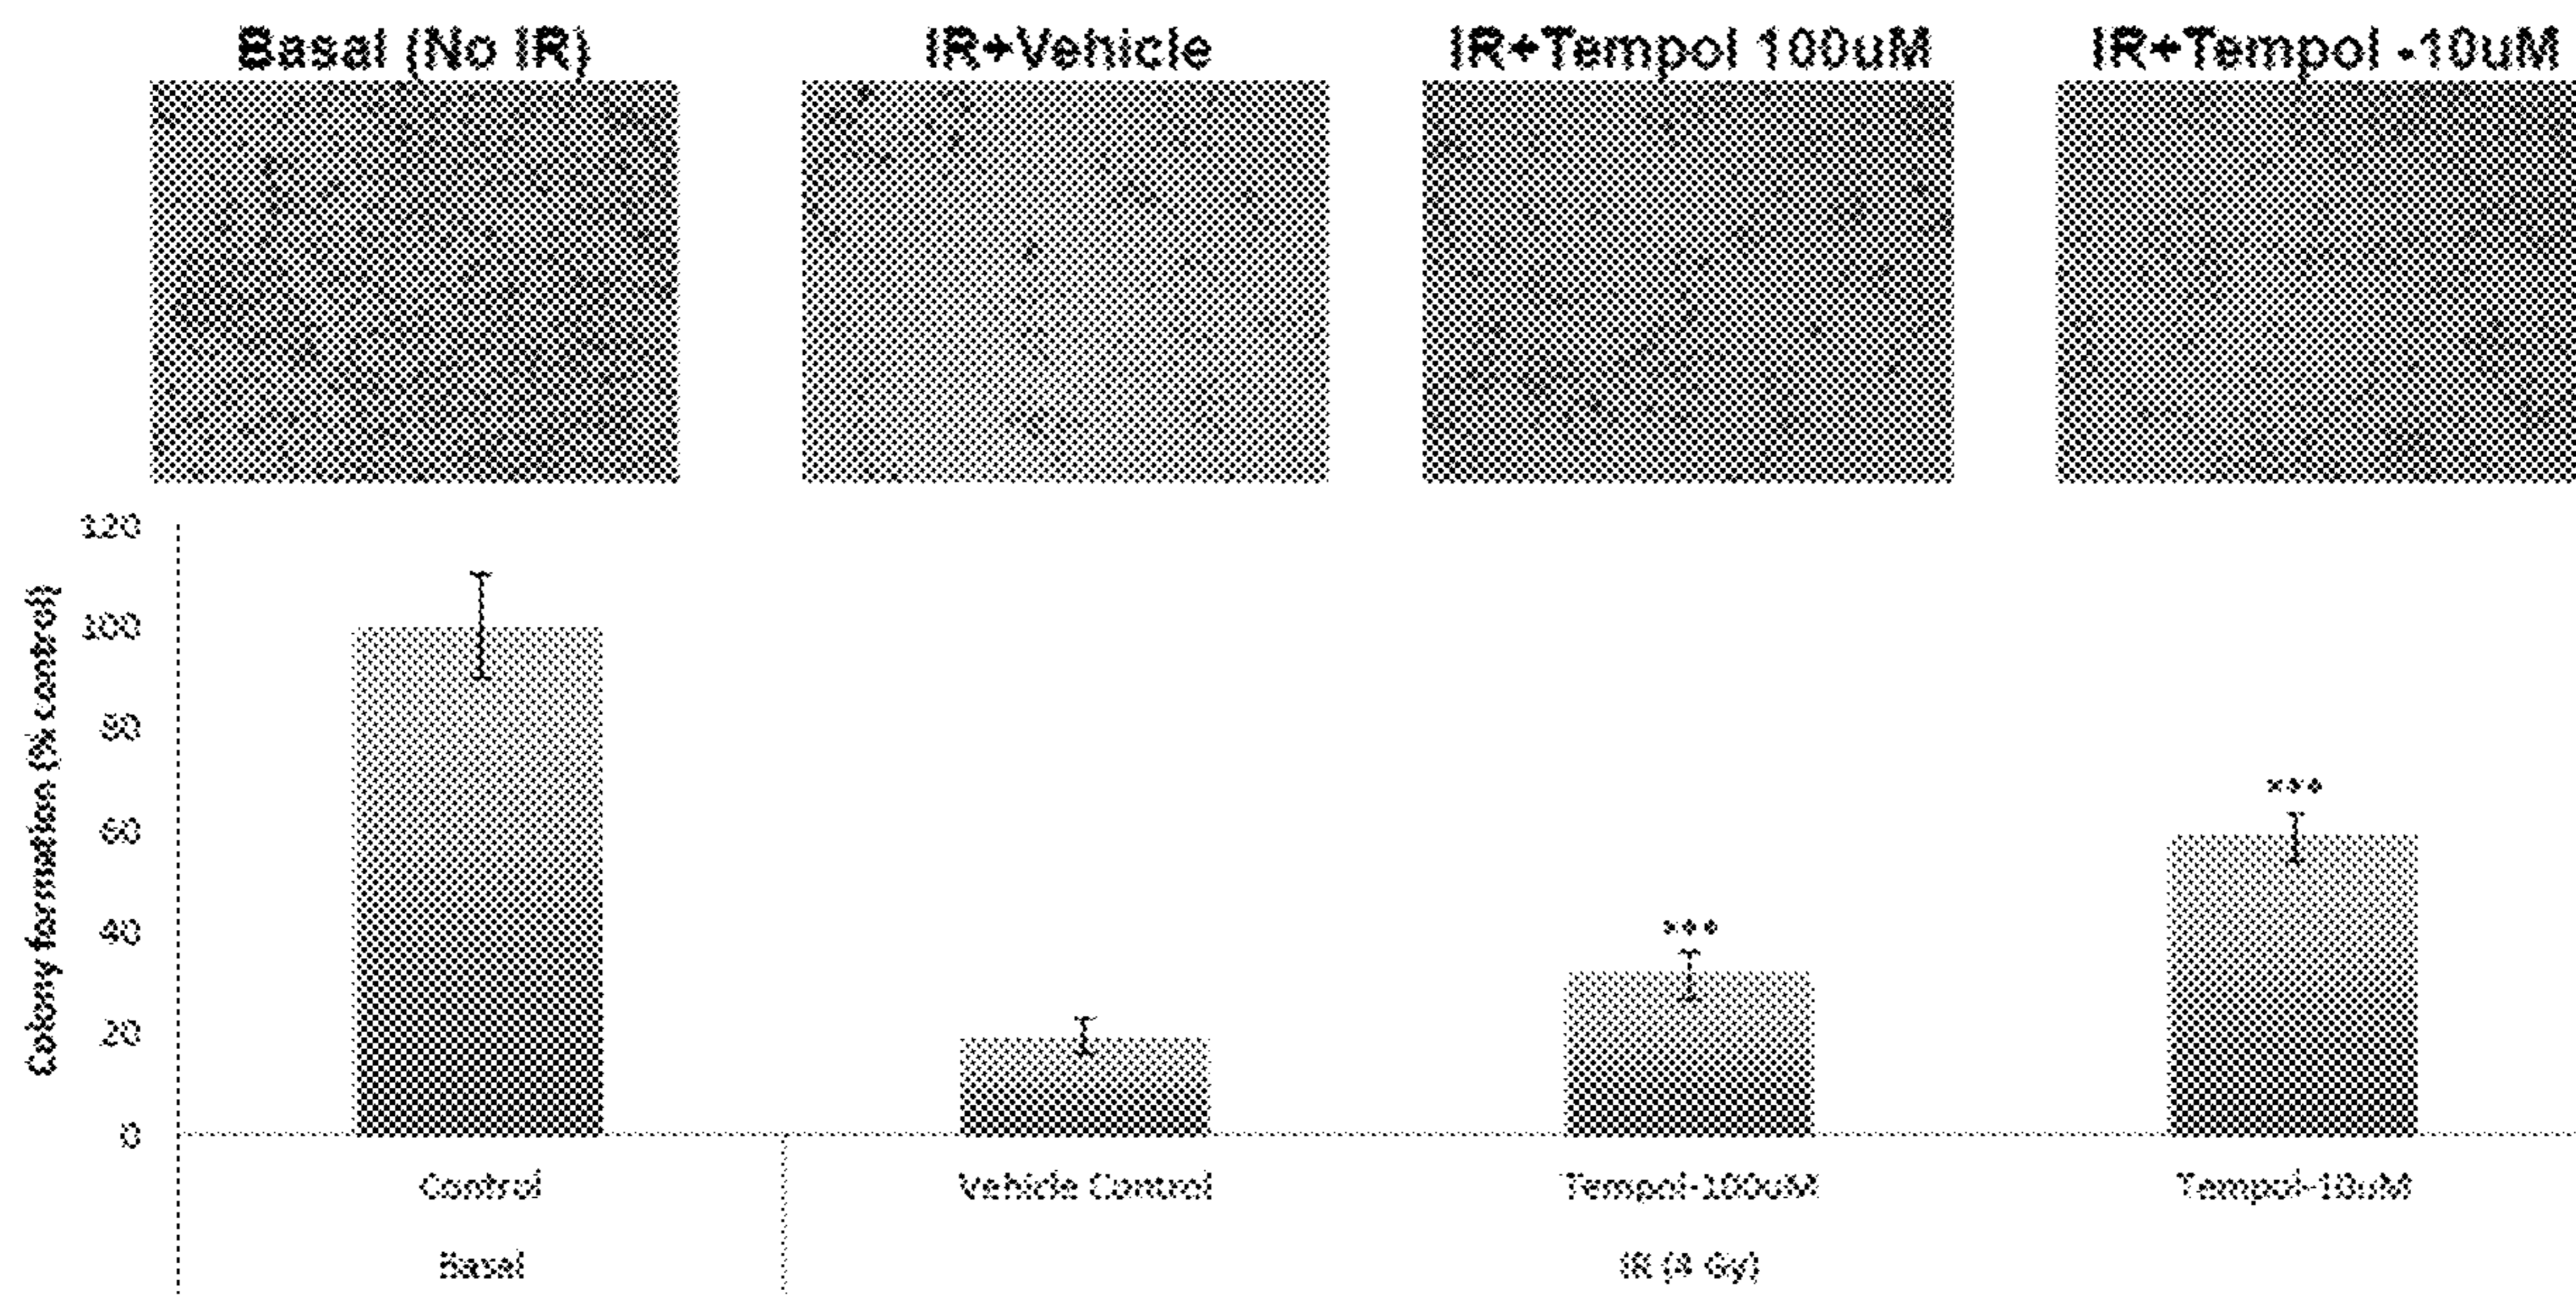 Basal (No IR)
IR+Vehicle
IR+Tempol 100uM
IR+Tempol -10uM
120
100
80
60
40
20
0
Colony formation (% control)
***
***
Control
Vehicle Control
Tempol-100uM
Tempol-10uM
Basal
IR (4 Gy)